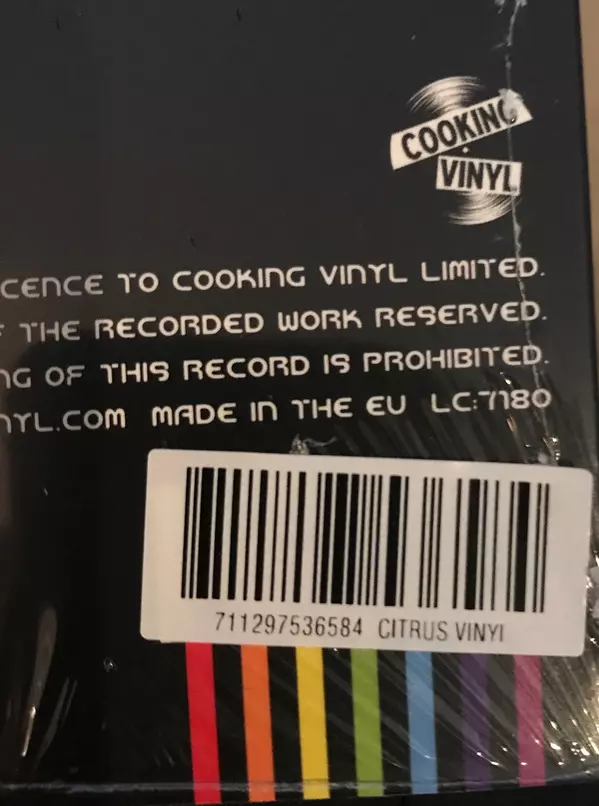 COOKING
VINYL
CENCE TO COOKING VINYL LIMITED.
F THE RECORDED WORK RESERVED.
NG OF THIS RECORD IS PROHIBITED.
NYL.COM MADE IN THE EU LC:7180
711297536584 CITRUS VINYl